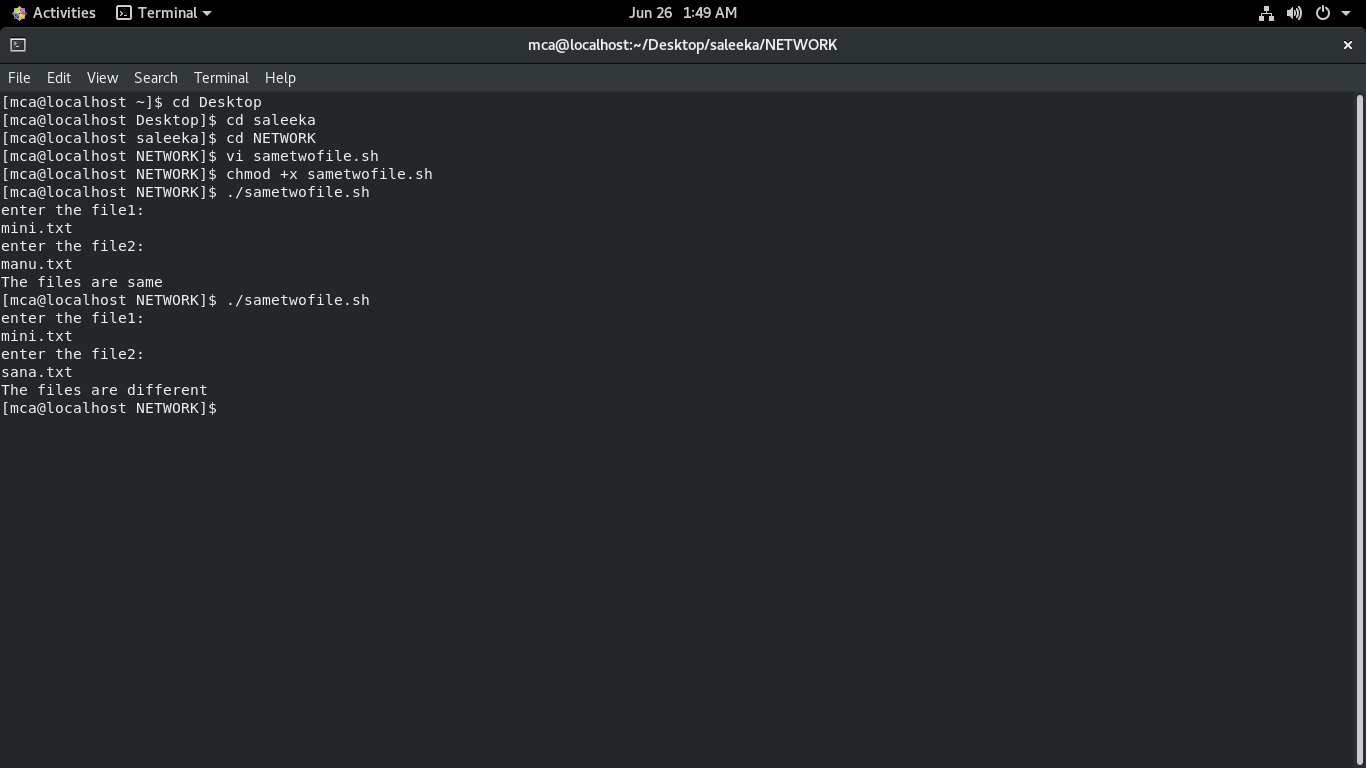 Activities Terminal Jun 26 1:49 AM
mca@localhost:~/Desktop/saleeka/NETWORK
File Edit View Search Terminal Help
[mca@localhost ~]$ cd Desktop
[mca@localhost Desktop]$ cd saleeka
[mca@localhost saleeka]$ cd NETWORK
[mca@localhost NETWORK]$ vi sametwofile.sh
[mca@localhost NETWORK]$ chmod +x sametwofile.sh
[mca@localhost NETWORK]$ ./sametwofile.sh
enter the file1:
mini.txt
enter the file2:
manu.txt
The files are same
[mca@localhost NETWORK]$ ./sametwofile.sh
enter the file1:
mini.txt
enter the file2:
sana.txt
The files are different
[mca@localhost NETWORK]$